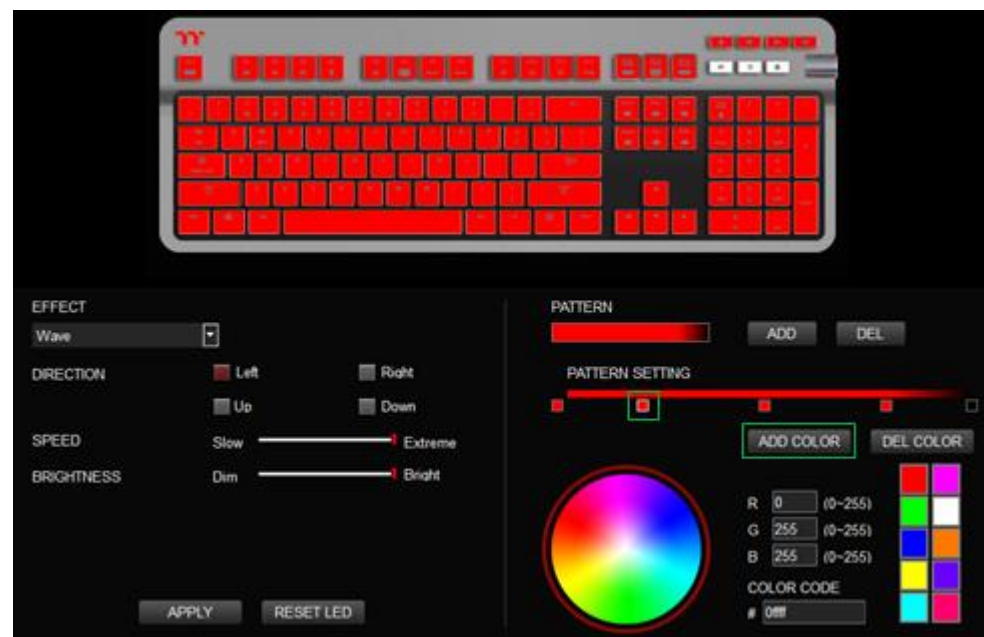 EFFECT
Wave
DIRECTION
Left
Right
Up
Down
SPEED
Slow
Extreme
BRIGHTNESS
Dim
Bright
APPLY
RESET LED
PATTERN
ADD
DEL
PATTERN SETTING
ADD COLOR
DEL COLOR
R 0 (0~255)
G 255 (0~255)
B 255 (0~255)
COLOR CODE
# 0ffff